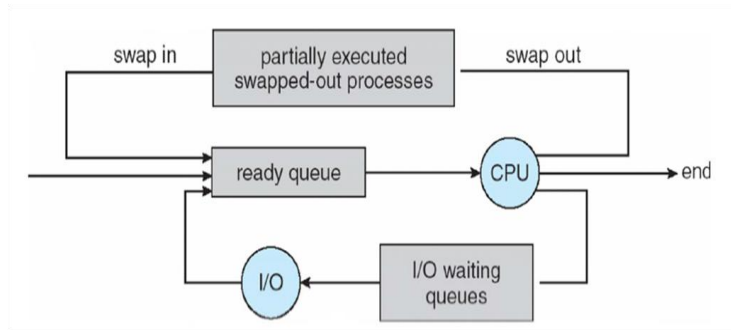 swap in
partially executed
swapped-out processes
swap out
ready queue
CPU
end
I/O
I/O waiting
queues